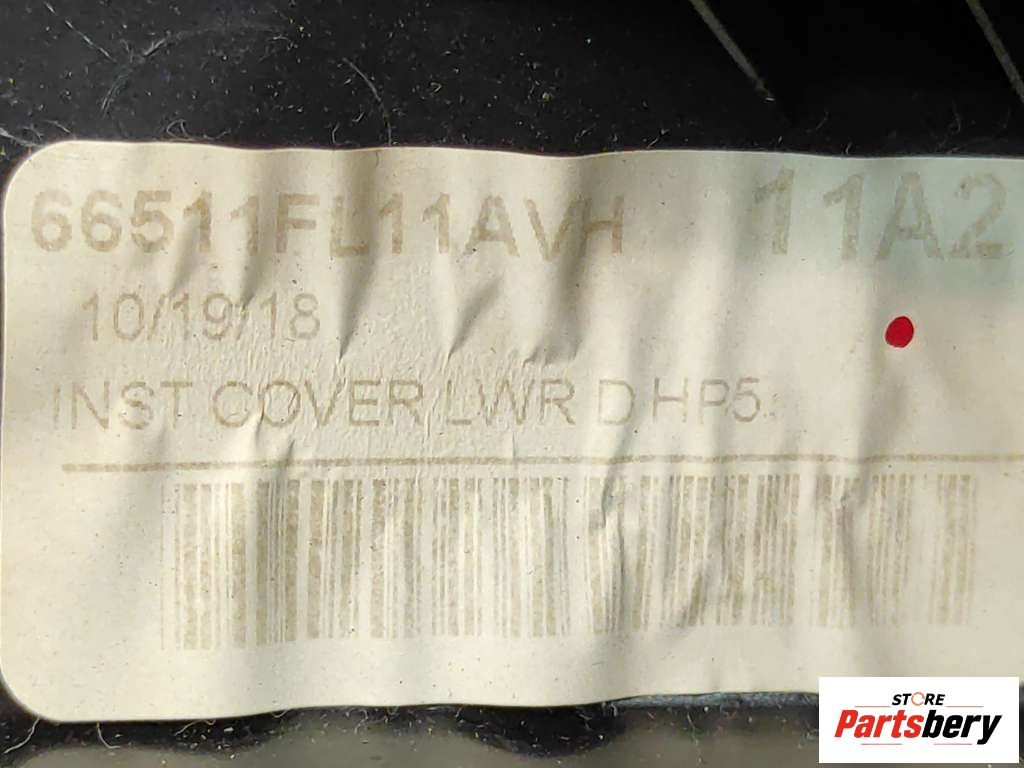 66511FL11AVH 11A2
10/19/18
INST COVER LWR D HP5
STORE
Partsbery